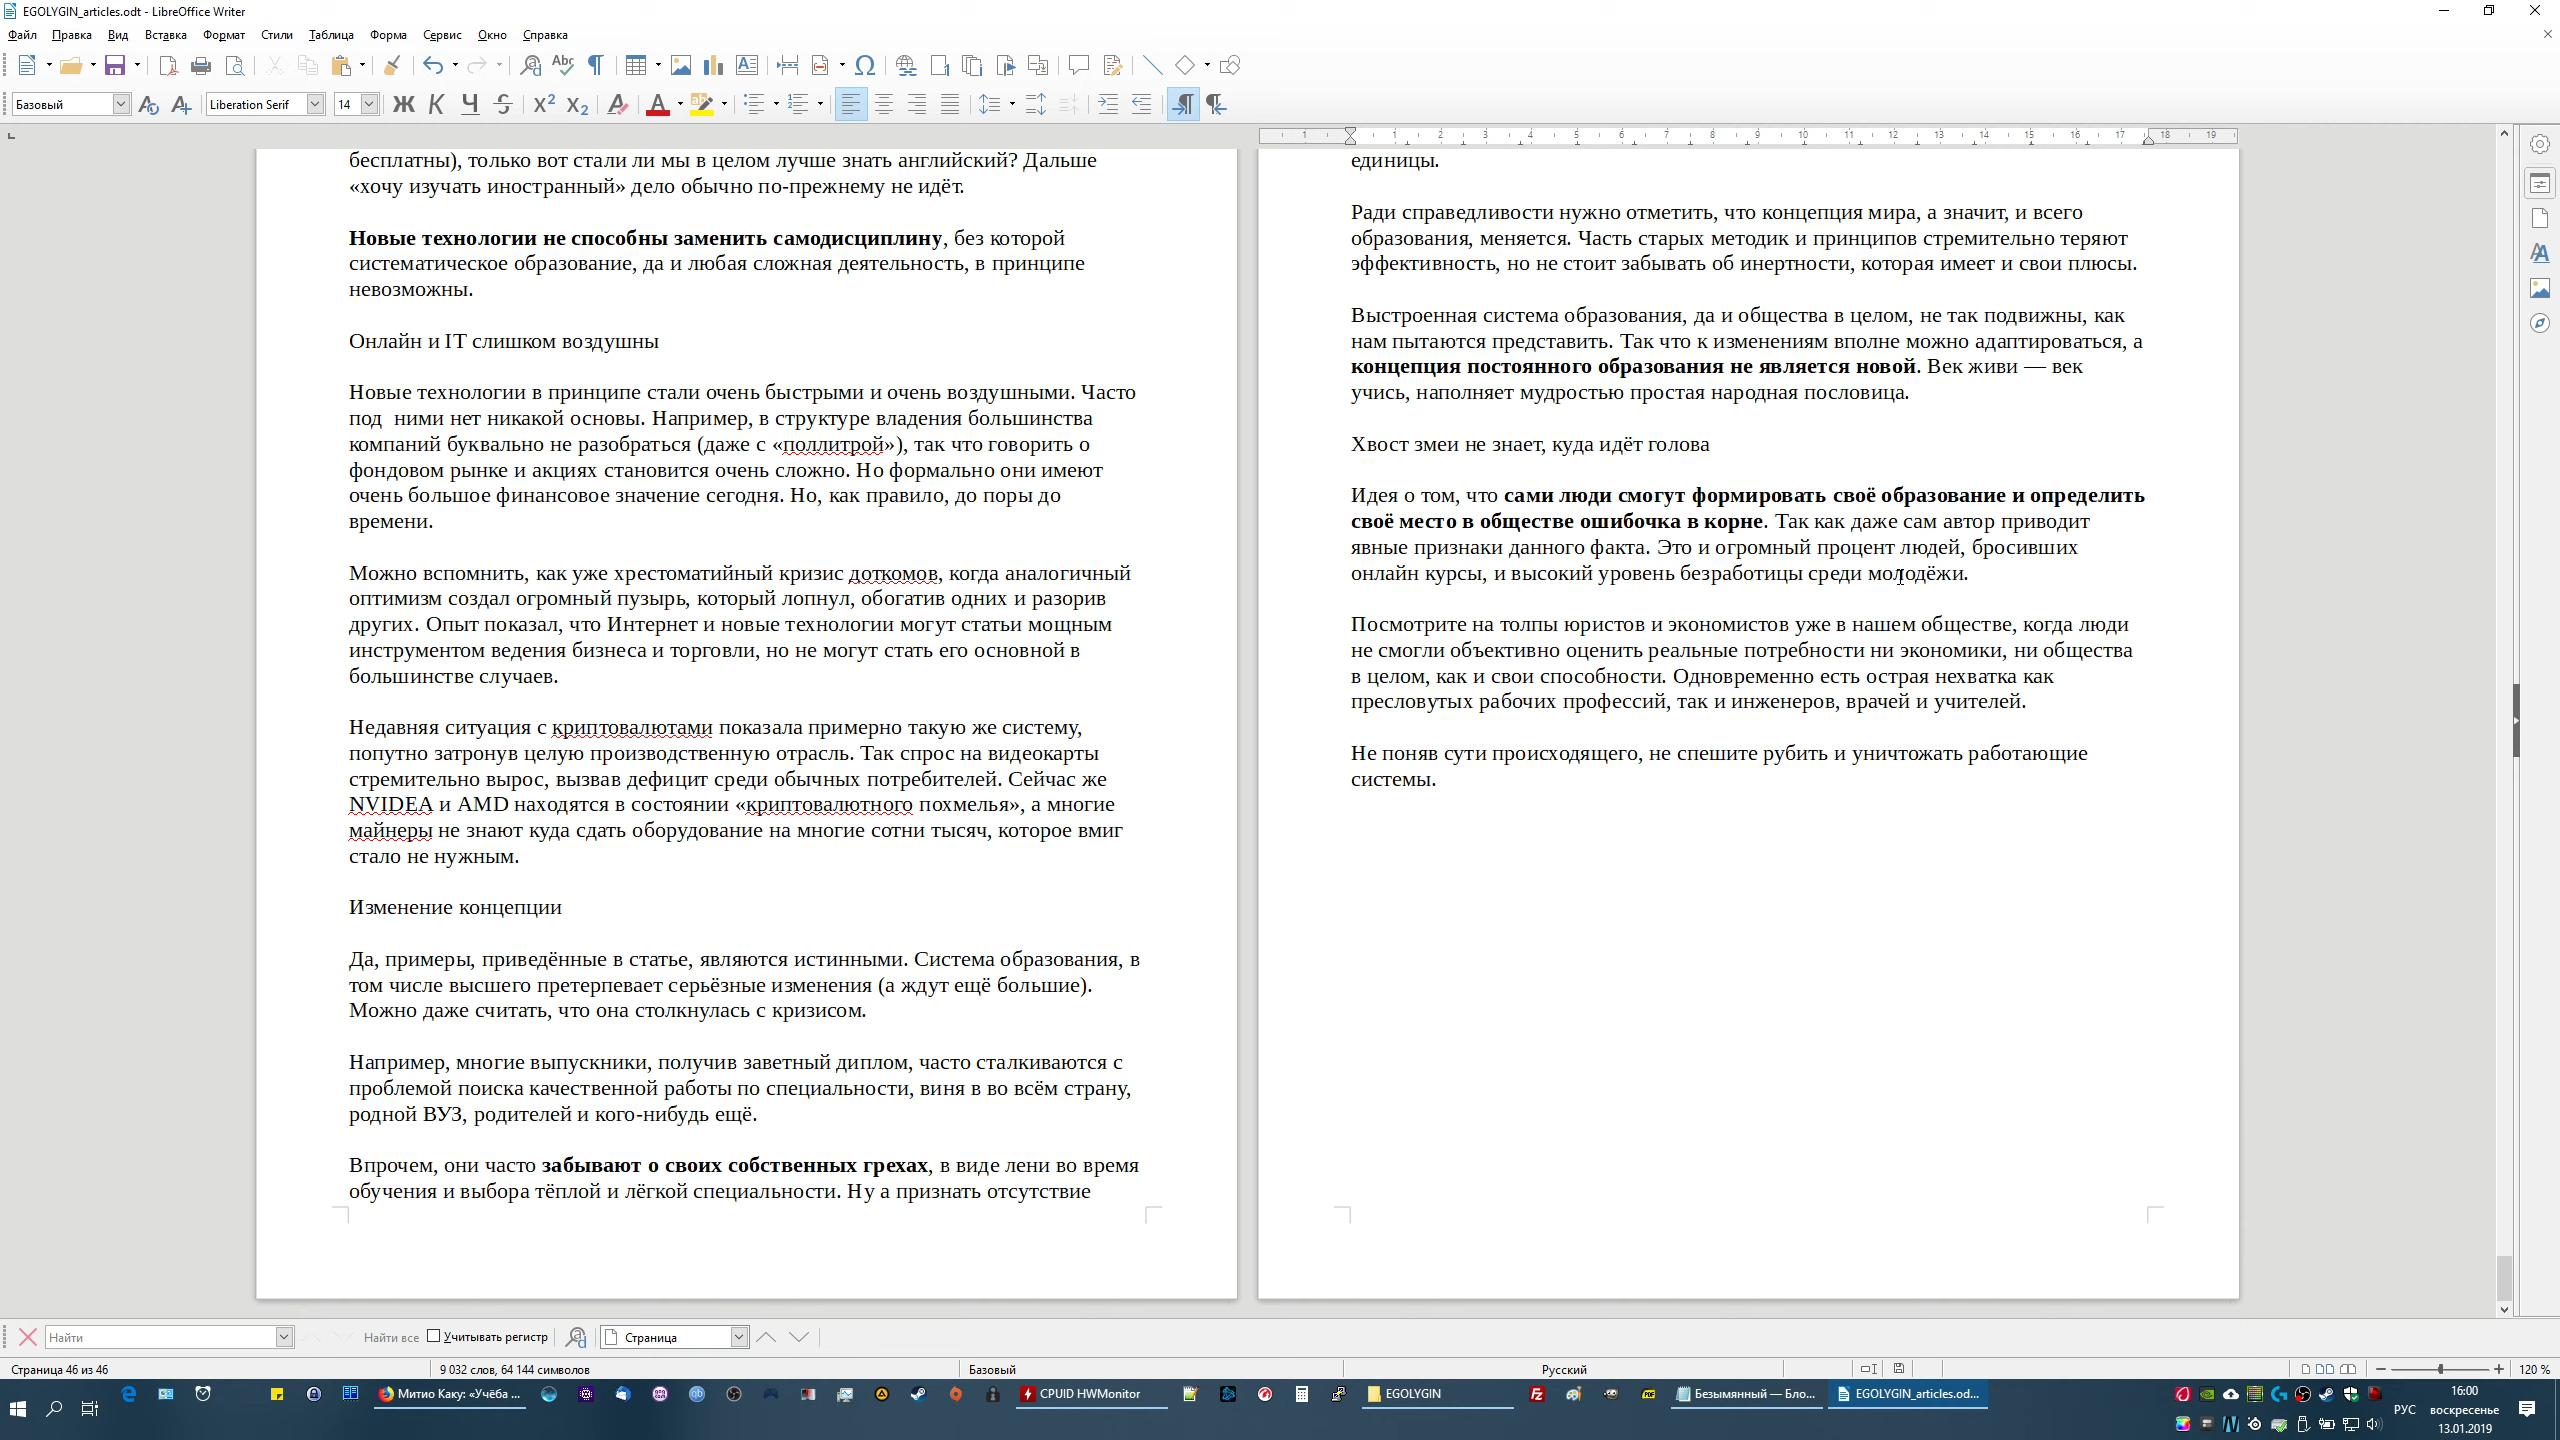 EGOLYGIN_articles.odt - LibreOffice Writer
Файл Правка Вид Вставка Формат Стили Таблица Форма Сервис Окно Справка
Базовый Liberation Serif 14 Ж К Ч S X² X₂
1 1 2 3 4 5 6 7 8 9 10 11 12 13 14 15 16 17 18 19
бесплатны), только вот стали ли мы в целом лучше знать английский? Дальше
«хочу изучать иностранный» дело обычно по-прежнему не идёт.
Новые технологии не способны заменить самодисциплину, без которой
систематическое образование, да и любая сложная деятельность, в принципе
невозможны.
Онлайн и IT слишком воздушны
Новые технологии в принципе стали очень быстрыми и очень воздушными. Часто
под  ними нет никакой основы. Например, в структуре владения большинства
компаний буквально не разобраться (даже с «поллитрой»), так что говорить о
фондовом рынке и акциях становится очень сложно. Но формально они имеют
очень большое финансовое значение сегодня. Но, как правило, до поры до
времени.
Можно вспомнить, как уже хрестоматийный кризис доткомов, когда аналогичный
оптимизм создал огромный пузырь, который лопнул, обогатив одних и разорив
других. Опыт показал, что Интернет и новые технологии могут статьи мощным
инструментом ведения бизнеса и торговли, но не могут стать его основной в
большинстве случаев.
Недавняя ситуация с криптовалютами показала примерно такую же систему,
попутно затронув целую производственную отрасль. Так спрос на видеокарты
стремительно вырос, вызвав дефицит среди обычных потребителей. Сейчас же
NVIDEA и AMD находятся в состоянии «криптовалютного похмелья», а многие
майнеры не знают куда сдать оборудование на многие сотни тысяч, которое вмиг
стало не нужным.
Изменение концепции
Да, примеры, приведённые в статье, являются истинными. Система образования, в
том числе высшего претерпевает серьёзные изменения (а ждут ещё большие).
Можно даже считать, что она столкнулась с кризисом.
Например, многие выпускники, получив заветный диплом, часто сталкиваются с
проблемой поиска качественной работы по специальности, виня в во всём страну,
родной ВУЗ, родителей и кого-нибудь ещё.
Впрочем, они часто забывают о своих собственных грехах, в виде лени во время
обучения и выбора тёплой и лёгкой специальности. Ну а признать отсутствие
единицы.
Ради справедливости нужно отметить, что концепция мира, а значит, и всего
образования, меняется. Часть старых методик и принципов стремительно теряют
эффективность, но не стоит забывать об инертности, которая имеет и свои плюсы.
Выстроенная система образования, да и общества в целом, не так подвижны, как
нам пытаются представить. Так что к изменениям вполне можно адаптироваться, а
концепция постоянного образования не является новой. Век живи — век
учись, наполняет мудростью простая народная пословица.
Хвост змеи не знает, куда идёт голова
Идея о том, что сами люди смогут формировать своё образование и определить
своё место в обществе ошибочка в корне. Так как даже сам автор приводит
явные признаки данного факта. Это и огромный процент людей, бросивших
онлайн курсы, и высокий уровень безработицы среди молодёжи.
Посмотрите на толпы юристов и экономистов уже в нашем обществе, когда люди
не смогли объективно оценить реальные потребности ни экономики, ни общества
в целом, как и свои способности. Одновременно есть острая нехватка как
пресловутых рабочих профессий, так и инженеров, врачей и учителей.
Не поняв сути происходящего, не спешите рубить и уничтожать работающие
системы.
Найти Найти все Учитывать регистр Страница
Страница 46 из 46 9 032 слов, 64 144 символов Базовый Русский 120 %
Митио Каку: «Учёба ... CPUID HWMonitor EGOLYGIN Безымянный — Бло... EGOLYGIN_articles.od... РУС
16:00
воскресенье
13.01.2019